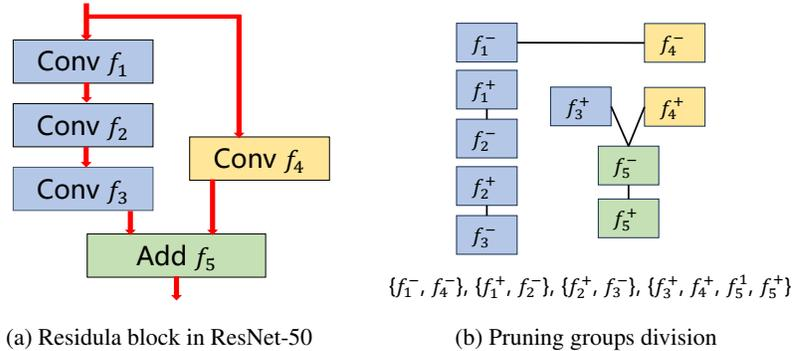 Conv f₁
Conv f₂
Conv f₃
Conv f₄
Add f₅
(a) Residula block in ResNet-50
f₁⁻
f₄⁻
f₁⁺
f₂⁻
f₂⁺
f₃⁻
f₃⁺
f₄⁺
f₅⁻
f₅⁺
{f₁⁻, f₄⁻}, {f₁⁺, f₂⁻}, {f₂⁺, f₃⁻}, {f₃⁺, f₄⁺, f₅¹, f₅⁺}
(b) Pruning groups division